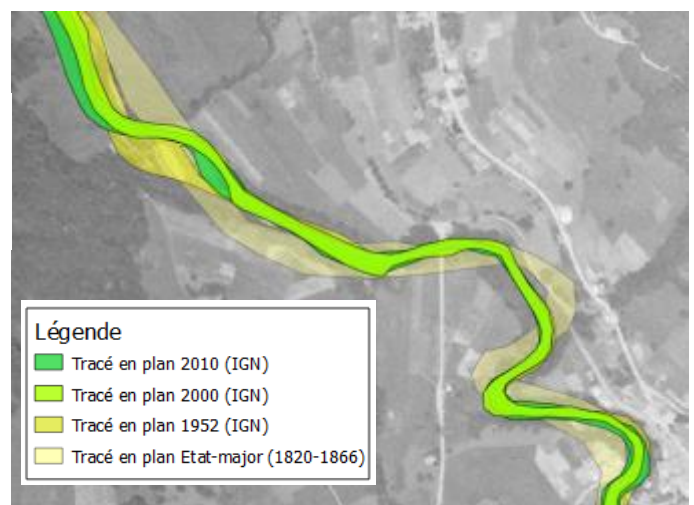 Légende
Tracé en plan 2010 (IGN)
Tracé en plan 2000 (IGN)
Tracé en plan 1952 (IGN)
Tracé en plan Etat-major (1820-1866)